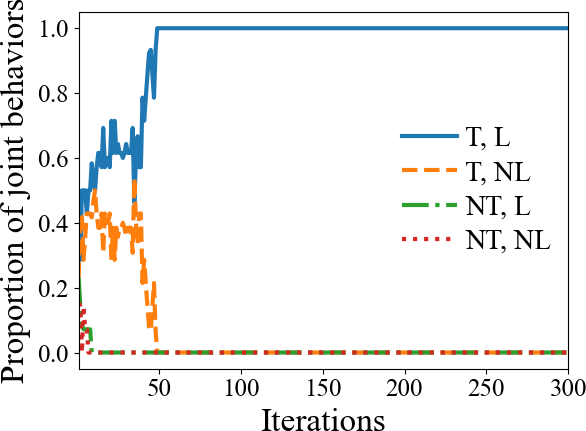 Proportion of joint behaviors
1.0
0.8
0.6
0.4
0.2
0.0
T, L
T, NL
NT, L
NT, NL
50 100 150 200 250 300
Iterations